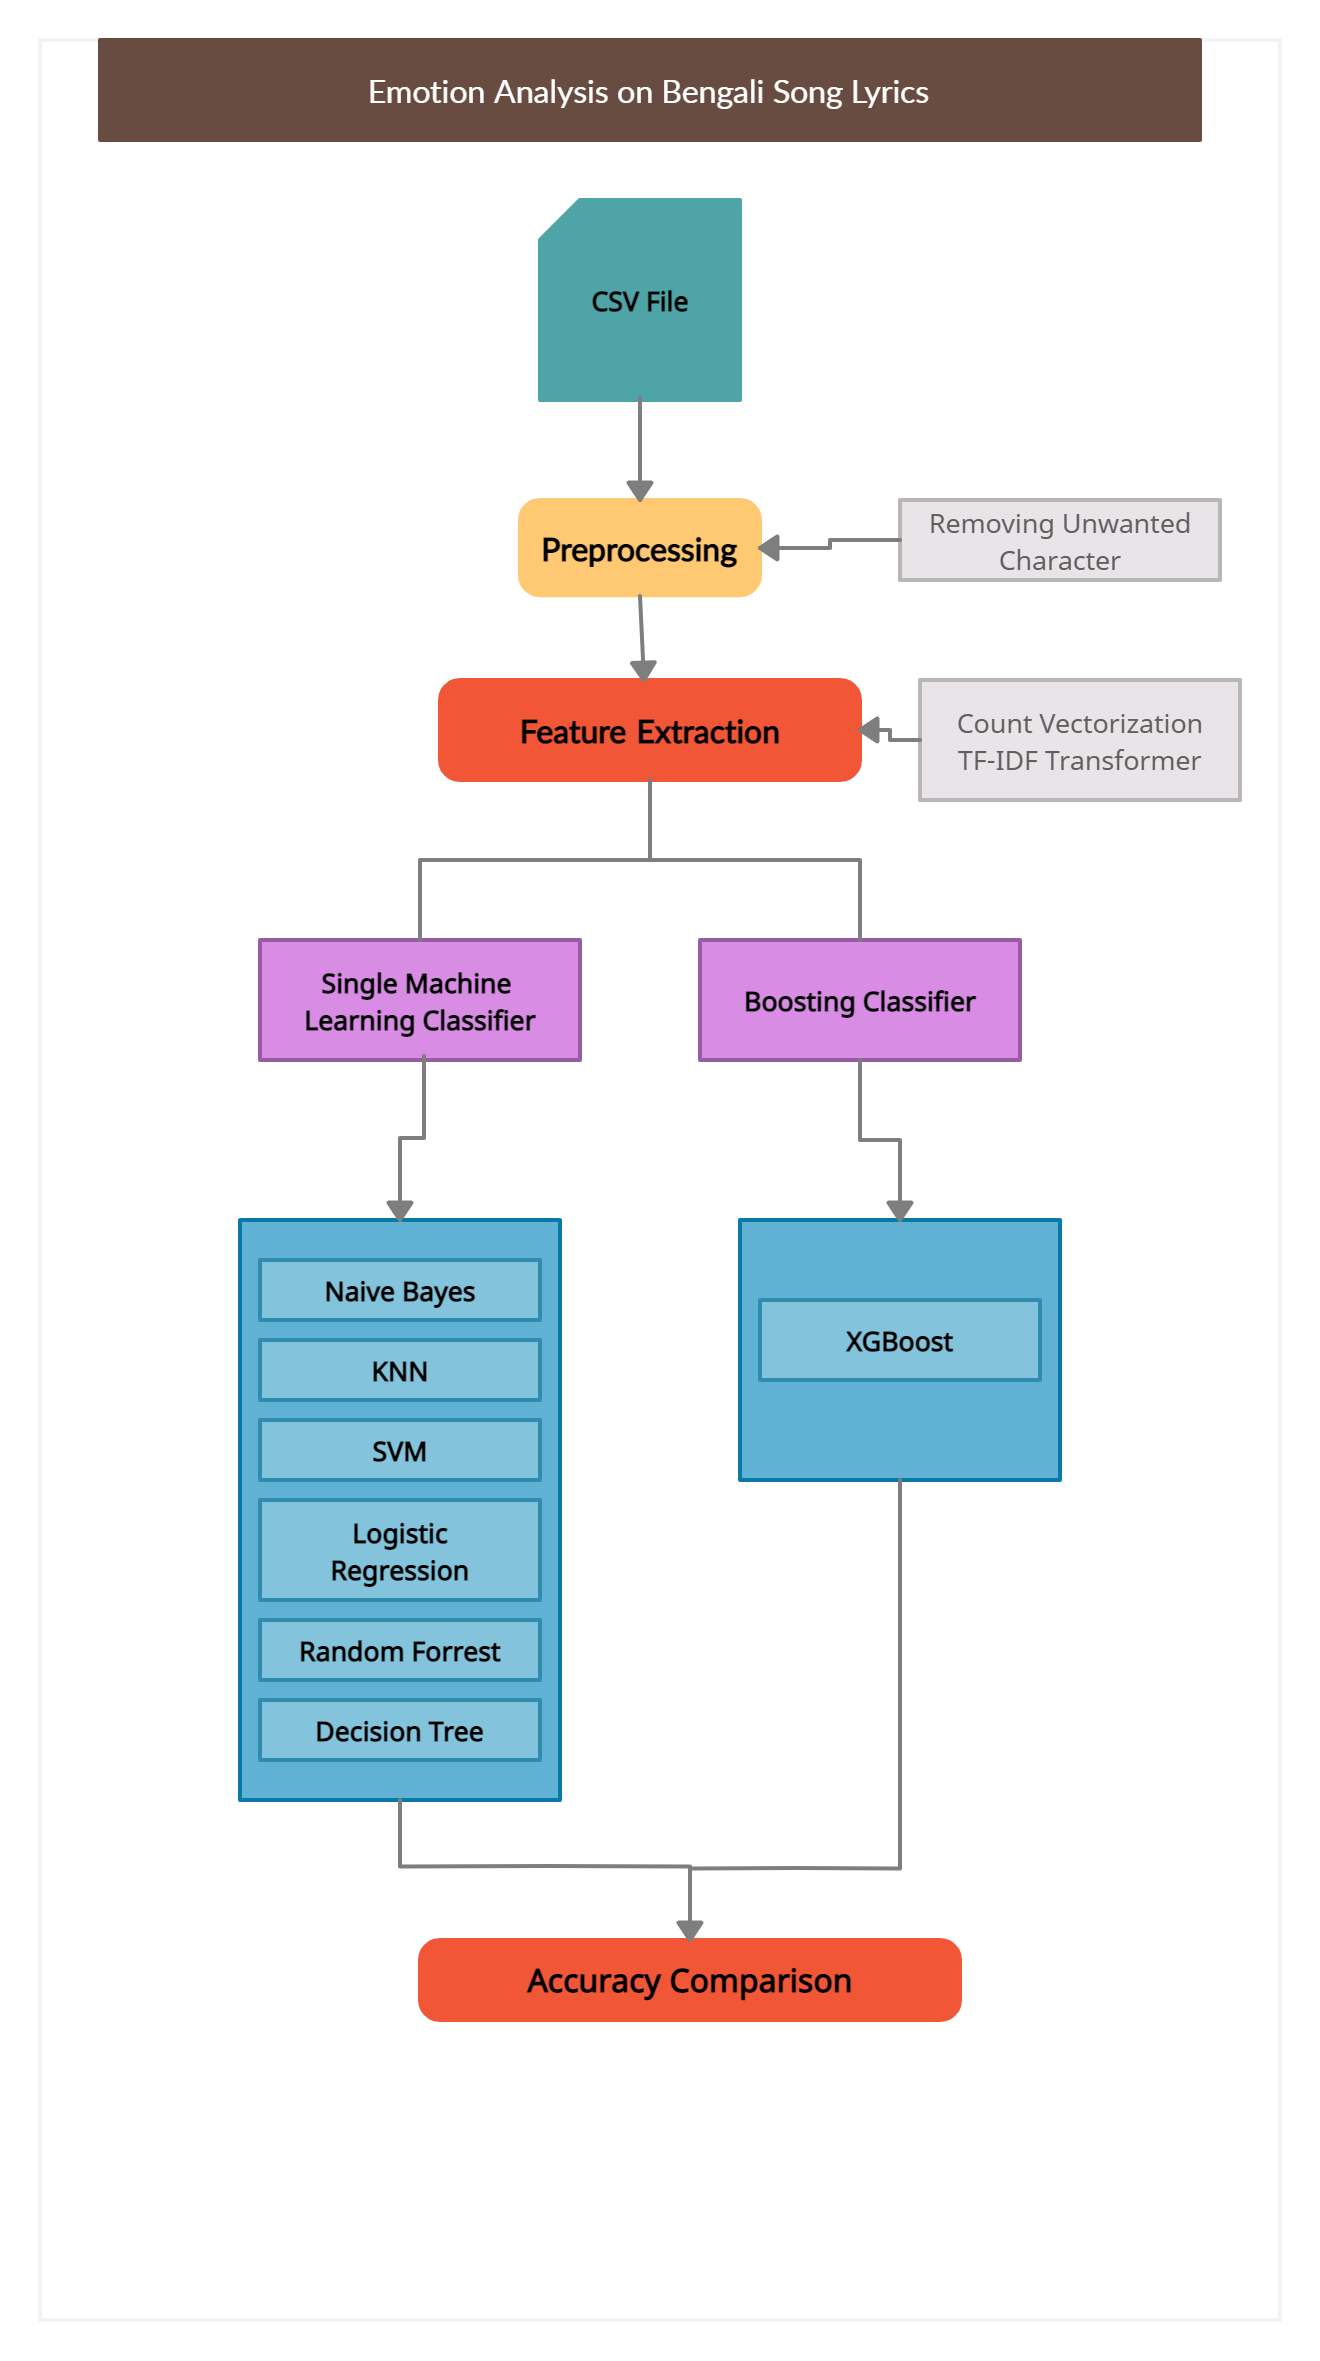 Emotion Analysis on Bengali Song Lyrics
CSV File
Preprocessing
Removing Unwanted
Character
Feature Extraction
Count Vectorization
TF-IDF Transformer
Single Machine
Learning Classifier
Boosting Classifier
Naive Bayes
KNN
SVM
Logistic
Regression
Random Forrest
Decision Tree
XGBoost
Accuracy Comparison